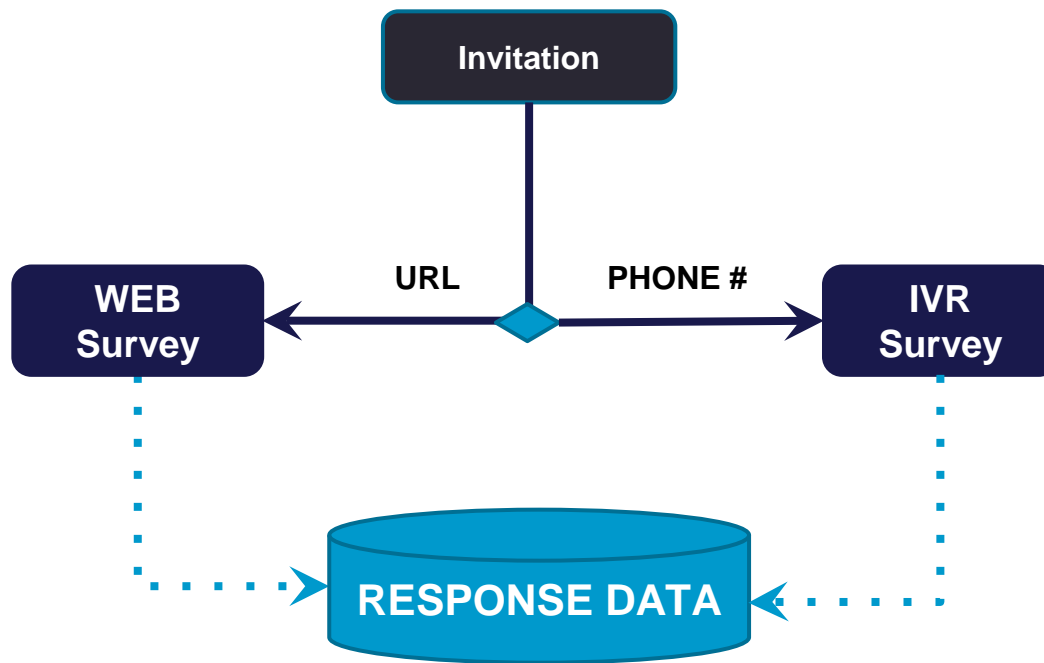 Invitation
URL
PHONE #
WEB
Survey
IVR
Survey
RESPONSE DATA